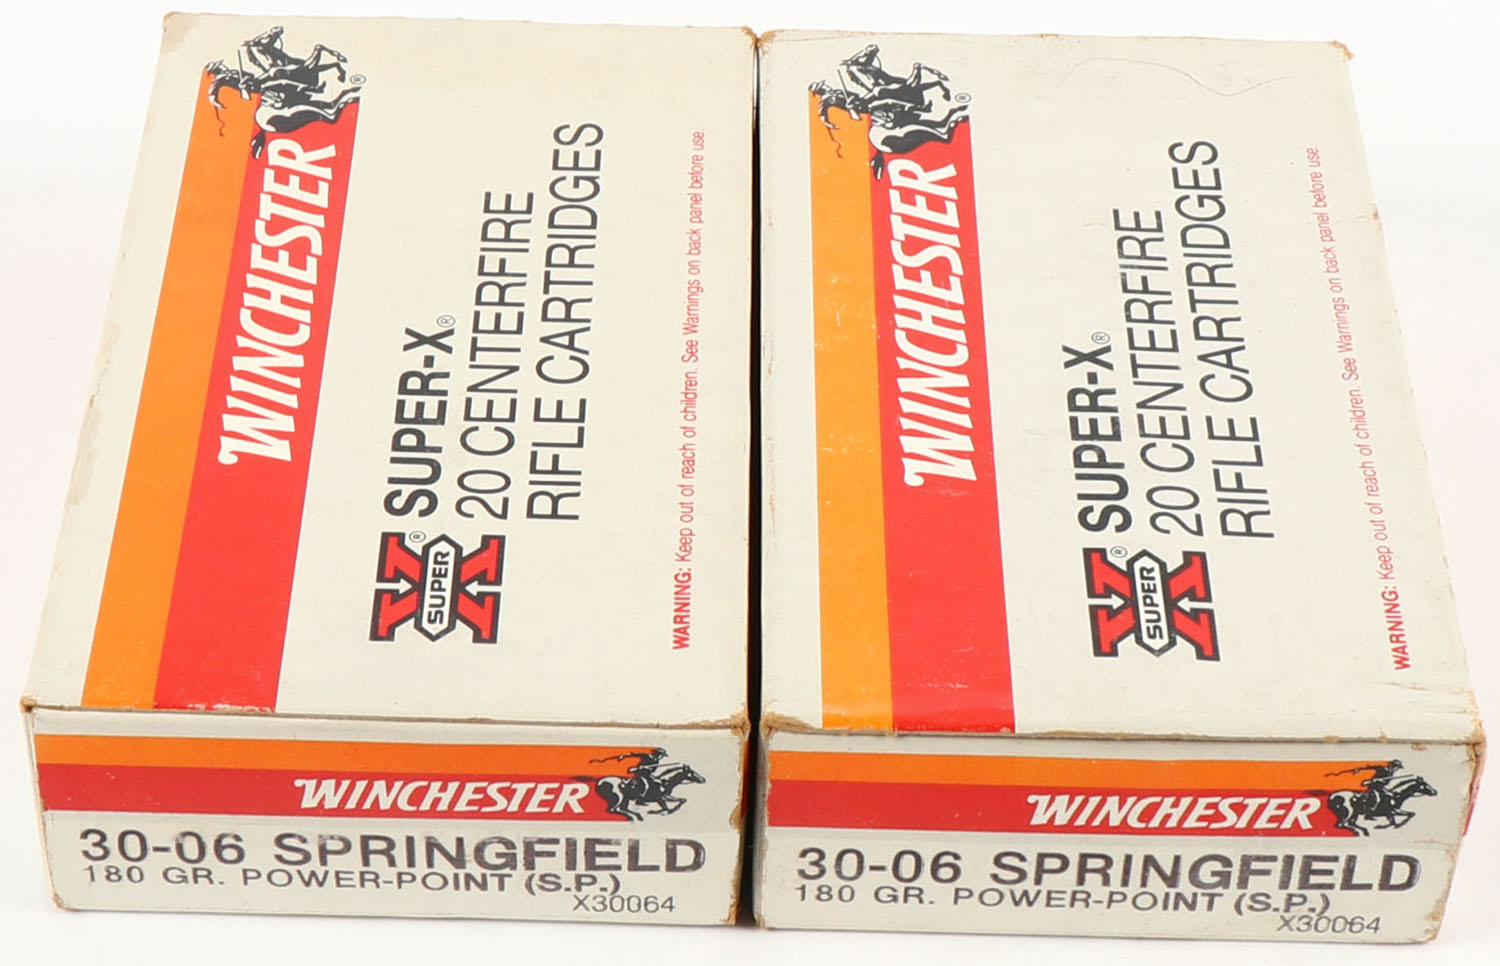 WINCHESTER
®
SUPER-X®
20 CENTERFIRE
RIFLE CARTRIDGES
X SUPER ®
WARNING: Keep out of reach of children. See Warnings on back panel before use.
WINCHESTER
30-06 SPRINGFIELD
180 GR. POWER-POINT (S.P.)
X30064
WINCHESTER
®
SUPER-X®
20 CENTERFIRE
RIFLE CARTRIDGES
X SUPER ®
WARNING: Keep out of reach of children. See Warnings on back panel before use.
WINCHESTER
30-06 SPRINGFIELD
180 GR. POWER-POINT (S.P.)
X30064